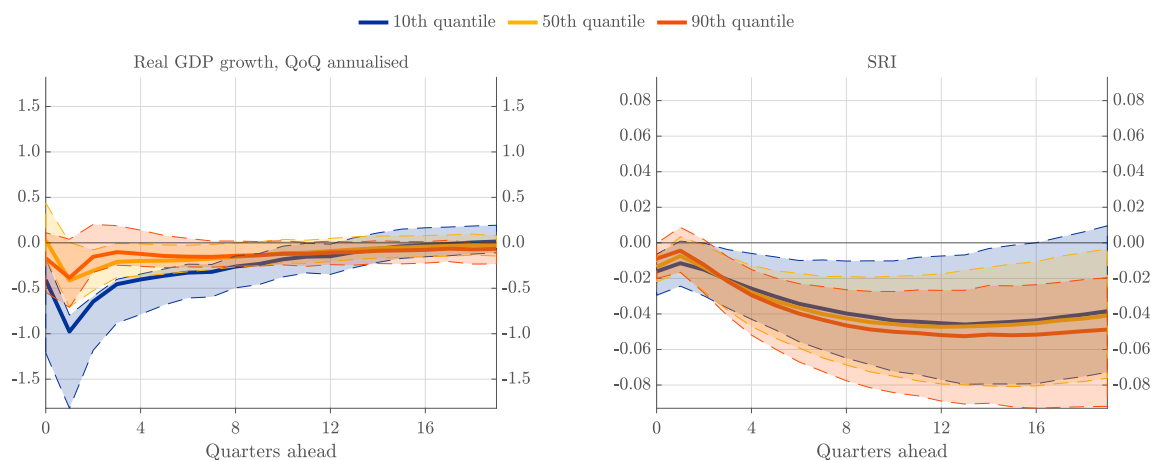 10th quantile 50th quantile 90th quantile
Real GDP growth, QoQ annualised
1.5 1.5
1.0 1.0
0.5 0.5
0.0 0.0
-0.5 -0.5
-1.0 -1.0
-1.5 -1.5
0 4 8 12 16
Quarters ahead
SRI
0.08 0.08
0.06 0.06
0.04 0.04
0.02 0.02
0.00 0.00
-0.02 -0.02
-0.04 -0.04
-0.06 -0.06
-0.08 -0.08
0 4 8 12 16
Quarters ahead